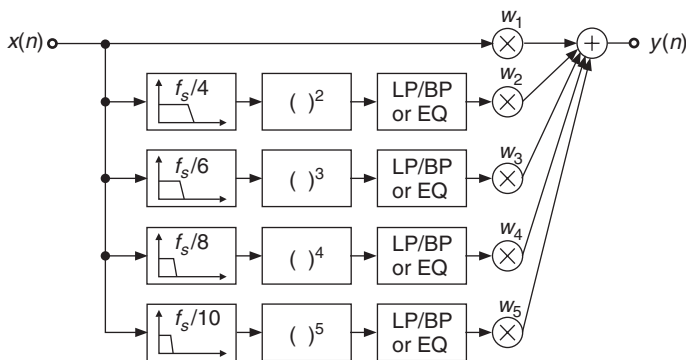 x(n) w₁ y(n)
fₛ/4 ( )² LP/BP or EQ w₂
fₛ/6 ( )³ LP/BP or EQ w₃
fₛ/8 ( )⁴ LP/BP or EQ w₄
fₛ/10 ( )⁵ LP/BP or EQ w₅